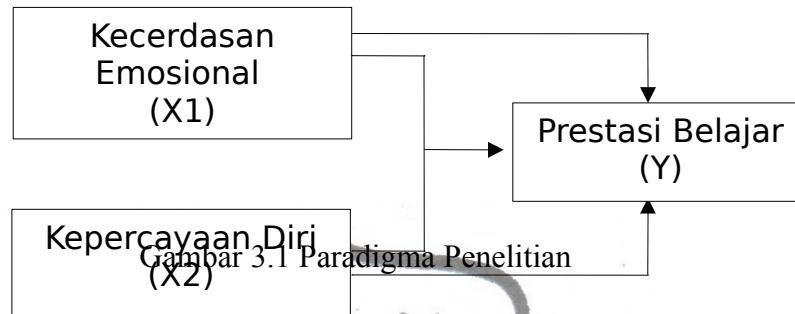 Kecerdasan
Emosional
(X1)
Prestasi Belajar
(Y)
Kepercayaan Diri
(X2)
Gambar 3.1 Paradigma Penelitian